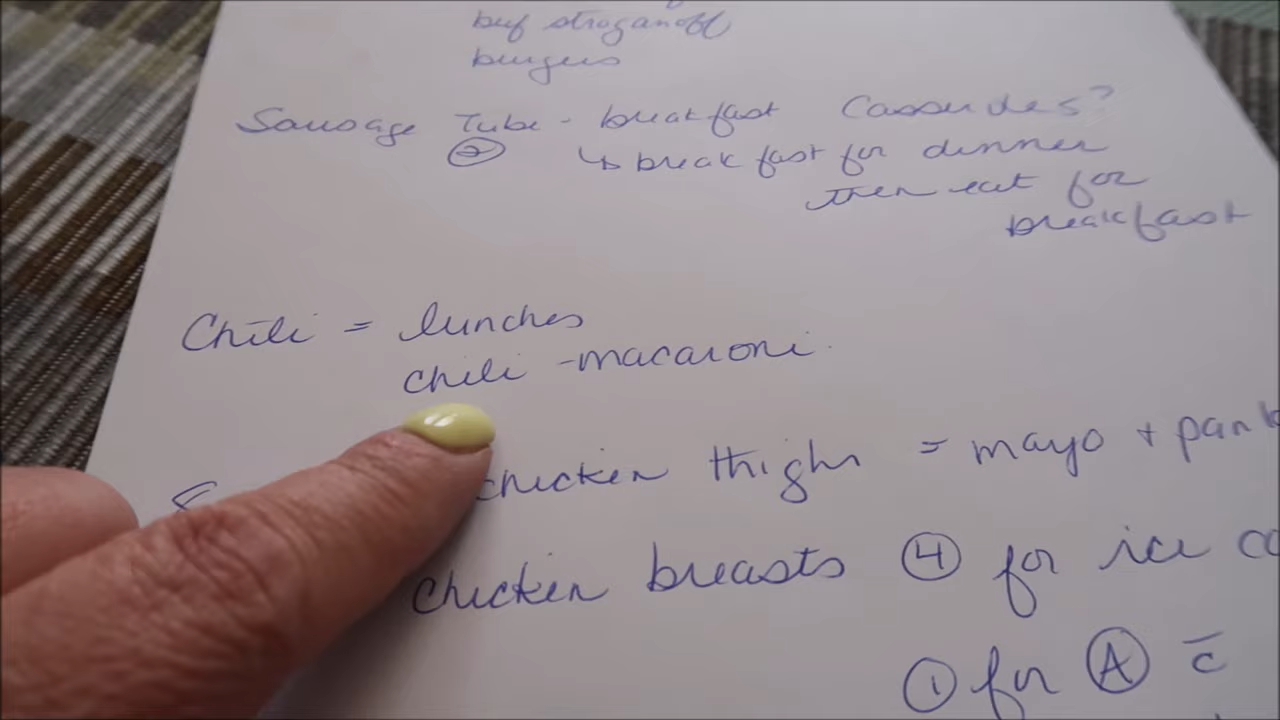 beef stroganoff
burgers
Sausage Tube - breakfast Casseroles?
② ↳ breakfast for dinner
then eat for
breakfast
Chili = lunches
chili - macaroni
chicken thighs = mayo + pank
chicken breasts ④ for ice
① for Ⓐ c̄